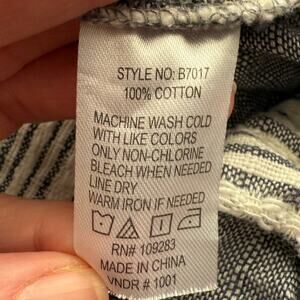 STYLE NO: B7017
100% COTTON
MACHINE WASH COLD
WITH LIKE COLORS
ONLY NON-CHLORINE
BLEACH WHEN NEEDED
LINE DRY
WARM IRON IF NEEDED
RN# 109283
MADE IN CHINA
VNDR # 1001